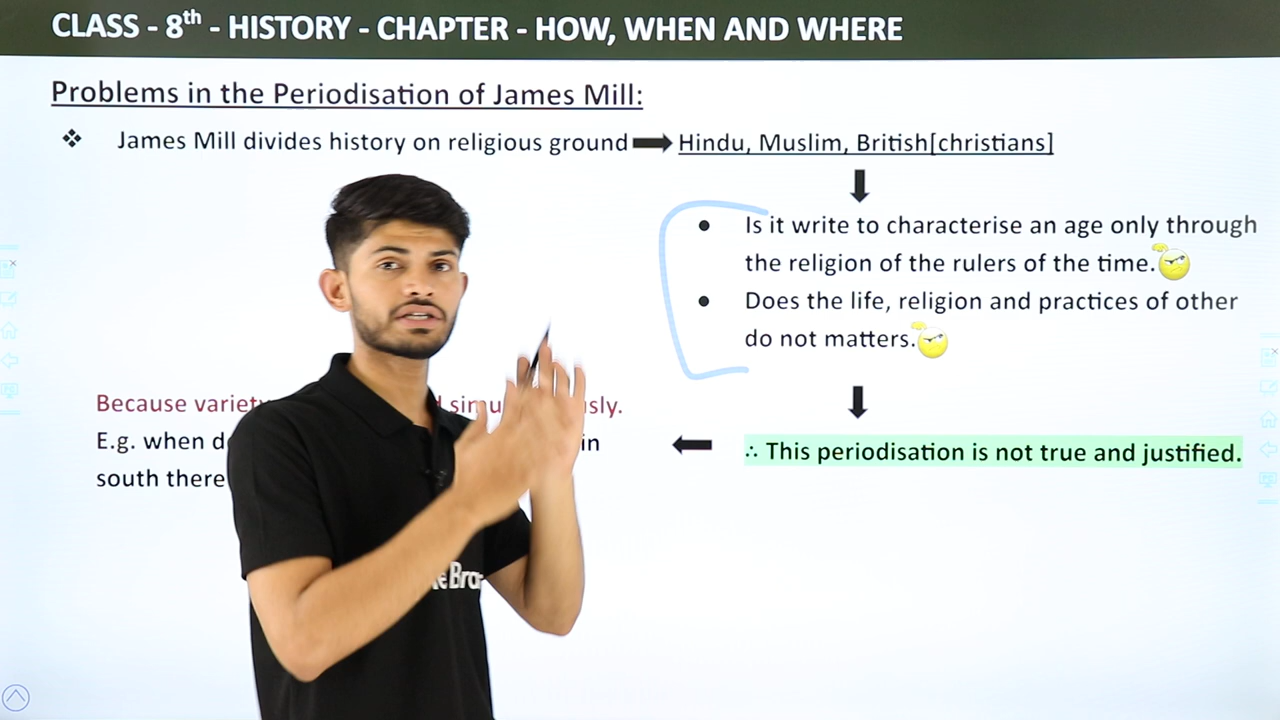 CLASS - 8th - HISTORY - CHAPTER - HOW, WHEN AND WHERE
Problems in the Periodisation of James Mill:
❖ James Mill divides history on religious ground ➡ Hindu, Muslim, British[christians]
• Is it write to characterise an age only through
the religion of the rulers of the time.
• Does the life, religion and practices of other
do not matters.
Because
E.g. when in
south there
∴ This periodisation is not true and justified.